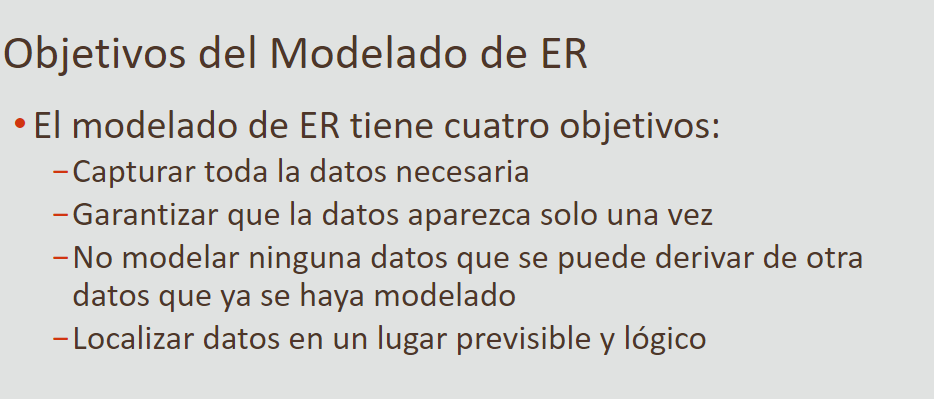 Objetivos del Modelado de ER
• El modelado de ER tiene cuatro objetivos:
–Capturar toda la datos necesaria
–Garantizar que la datos aparezca solo una vez
–No modelar ninguna datos que se puede derivar de otra
datos que ya se haya modelado
–Localizar datos en un lugar previsible y lógico